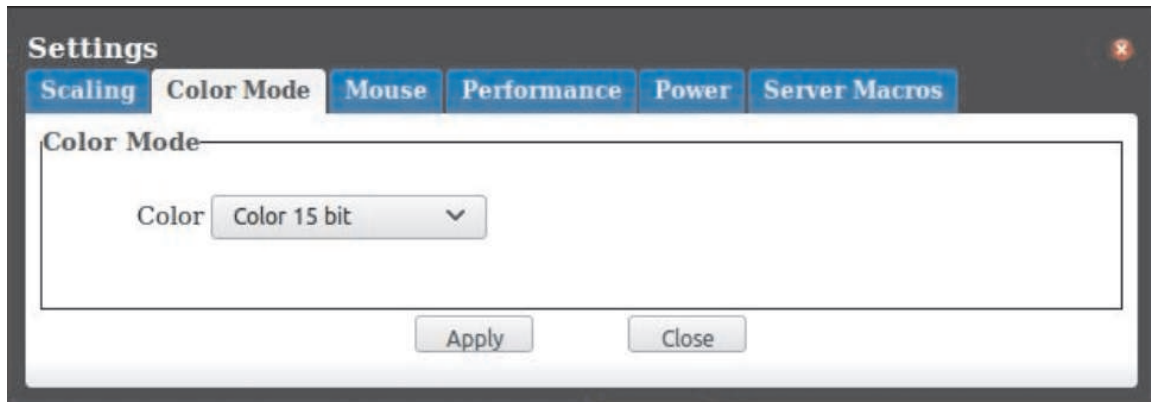 Settings
Scaling Color Mode Mouse Performance Power Server Macros
Color Mode
Color Color 15 bit
Apply Close